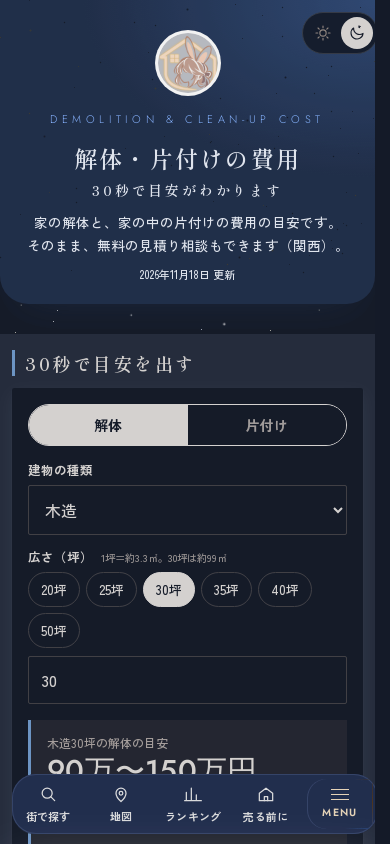 DEMOLITION & CLEAN-UP COST
解体・片付けの費用
30秒で目安がわかります
家の解体と、家の中の片付けの費用の目安です。
そのまま、無料の見積り相談もできます（関西）。
2026年11月18日 更新
30秒で目安を出す
解体 片付け
建物の種類
木造
広さ（坪） 1坪＝約3.3㎡。30坪は約99㎡
20坪 25坪 30坪 35坪 40坪
50坪
30
木造30坪の解体の目安
90万〜150万円
街で探す 地図 ランキング 売る前に MENU